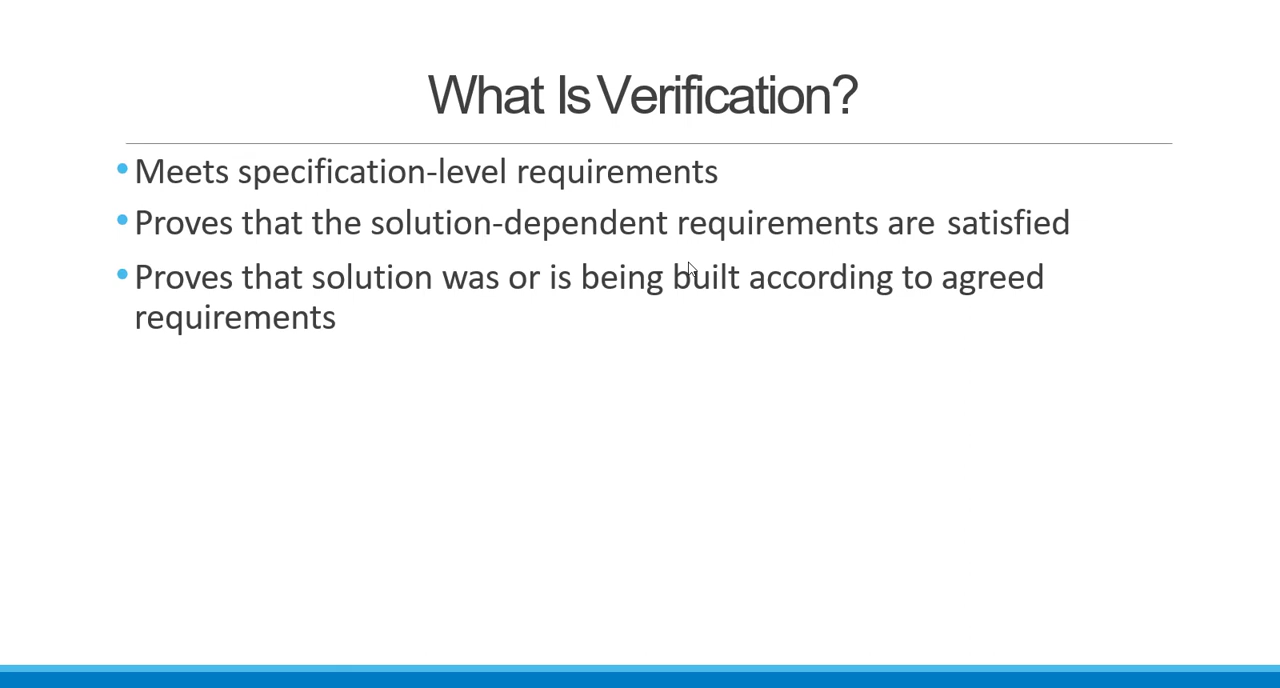 What Is Verification?
• Meets specification-level requirements
• Proves that the solution-dependent requirements are satisfied
• Proves that solution was or is being built according to agreed
requirements